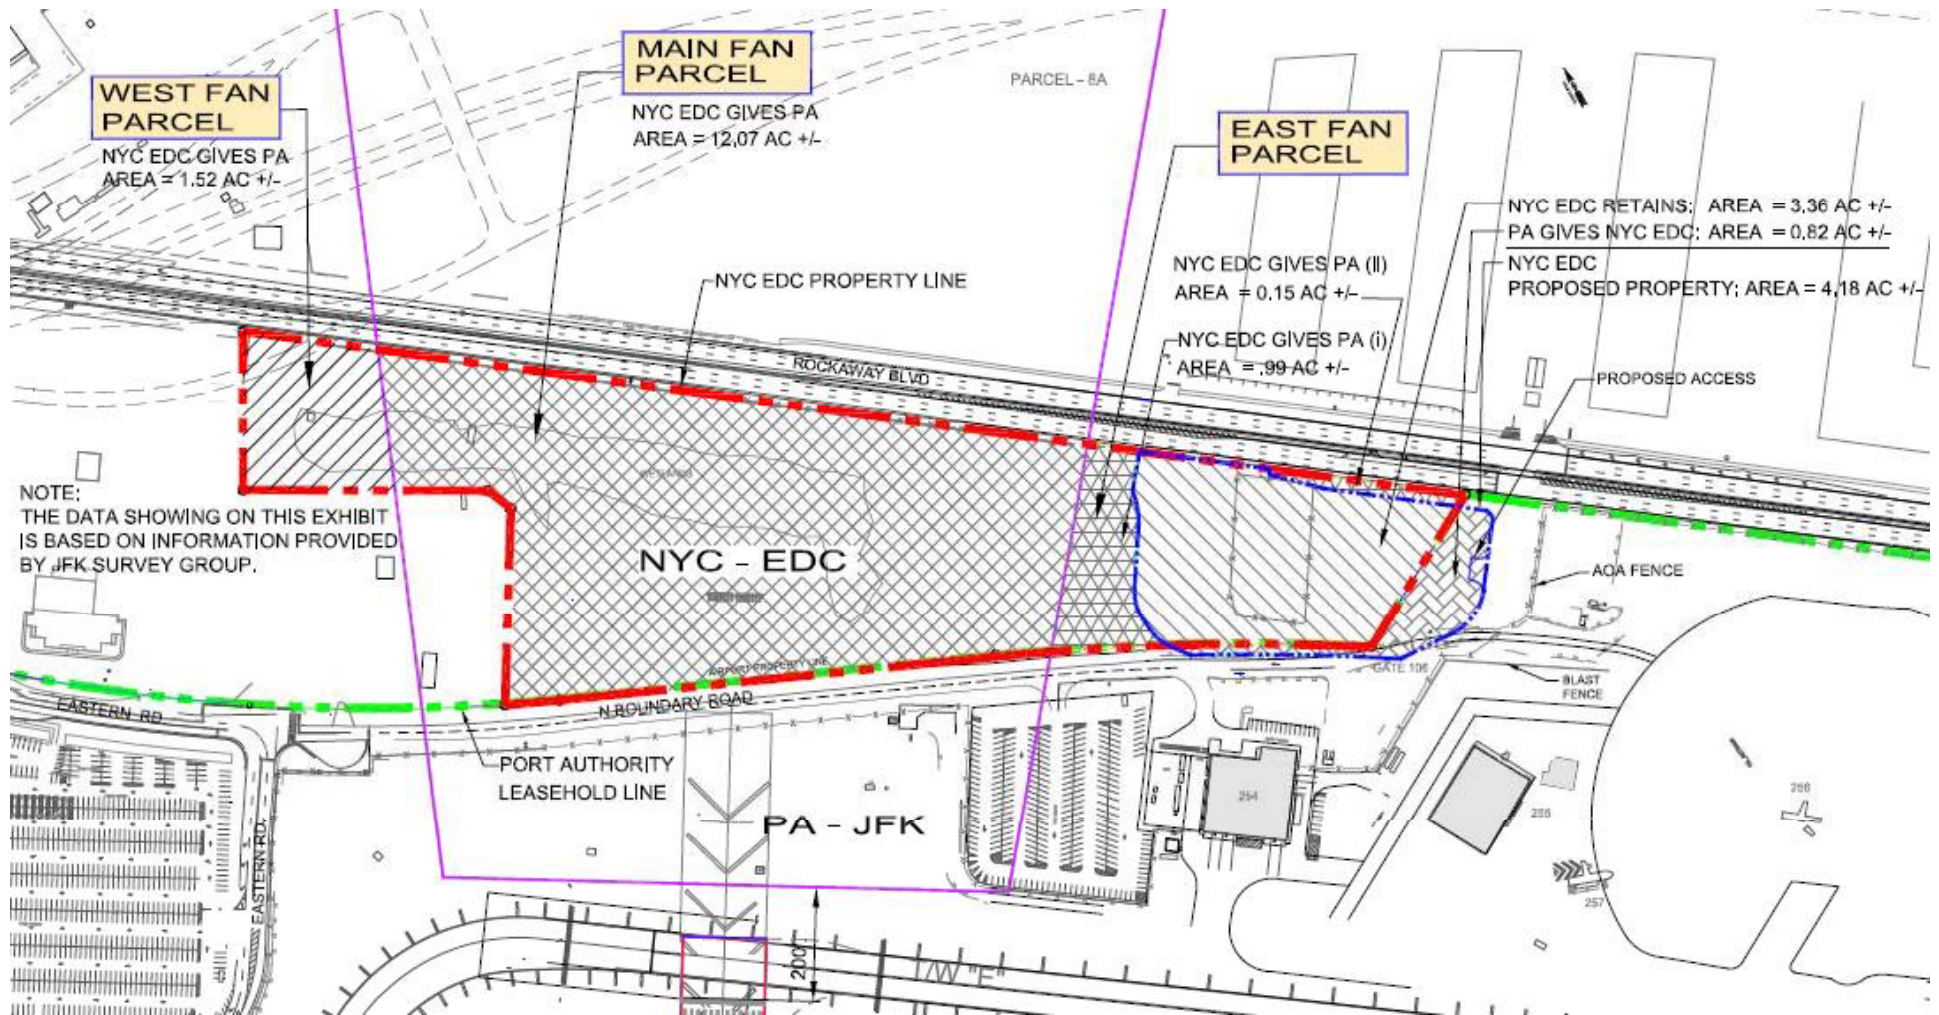 WEST FAN
PARCEL
NYC EDC GIVES PA
AREA = 1.52 AC +/-
MAIN FAN
PARCEL
NYC EDC GIVES PA
AREA = 12.07 AC +/-
PARCEL - 8A
EAST FAN
PARCEL
NYC EDC RETAINS; AREA = 3.36 AC +/-
PA GIVES NYC EDC; AREA = 0.82 AC +/-
NYC EDC
PROPOSED PROPERTY; AREA = 4.18 AC +/-
NYC EDC GIVES PA (II)
AREA = 0.15 AC +/-
NYC EDC GIVES PA (i)
AREA = .99 AC +/-
NYC EDC PROPERTY LINE
ROCKAWAY BLVD
PROPOSED ACCESS
NOTE:
THE DATA SHOWING ON THIS EXHIBIT
IS BASED ON INFORMATION PROVIDED
BY JFK SURVEY GROUP.
NYC - EDC
AOA FENCE
AIRPORT PROPERTY LINE
GATE 106
BLAST
FENCE
EASTERN RD
N BOUNDARY ROAD
PORT AUTHORITY
LEASEHOLD LINE
PA - JFK
254
255
256
257
EASTERN RD.
200'
T/W "E"